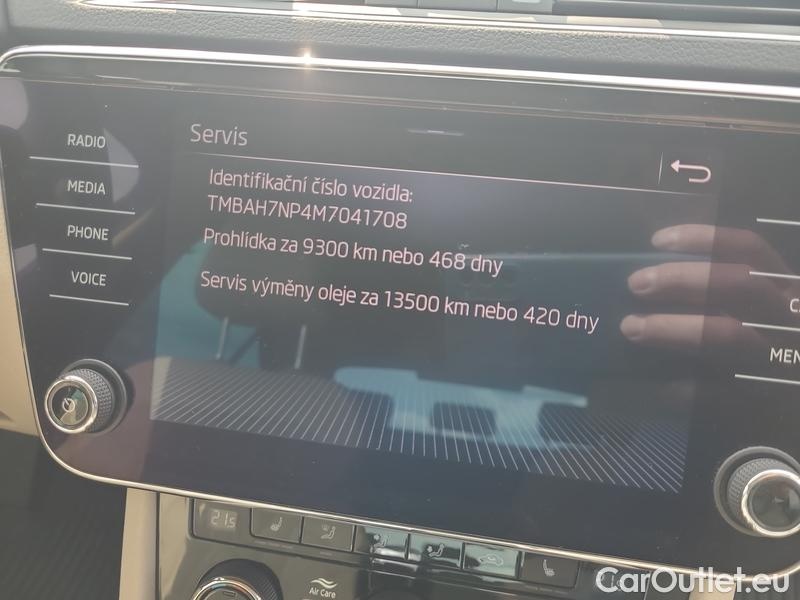 RADIO
MEDIA
PHONE
VOICE
Servis
Identifikační číslo vozidla:
TMBAH7NP4M7041708
Prohlídka za 9300 km nebo 468 dny
Servis výměny oleje za 13500 km nebo 420 dny
MEN
21.5
Air Care
CarOutlet.eu